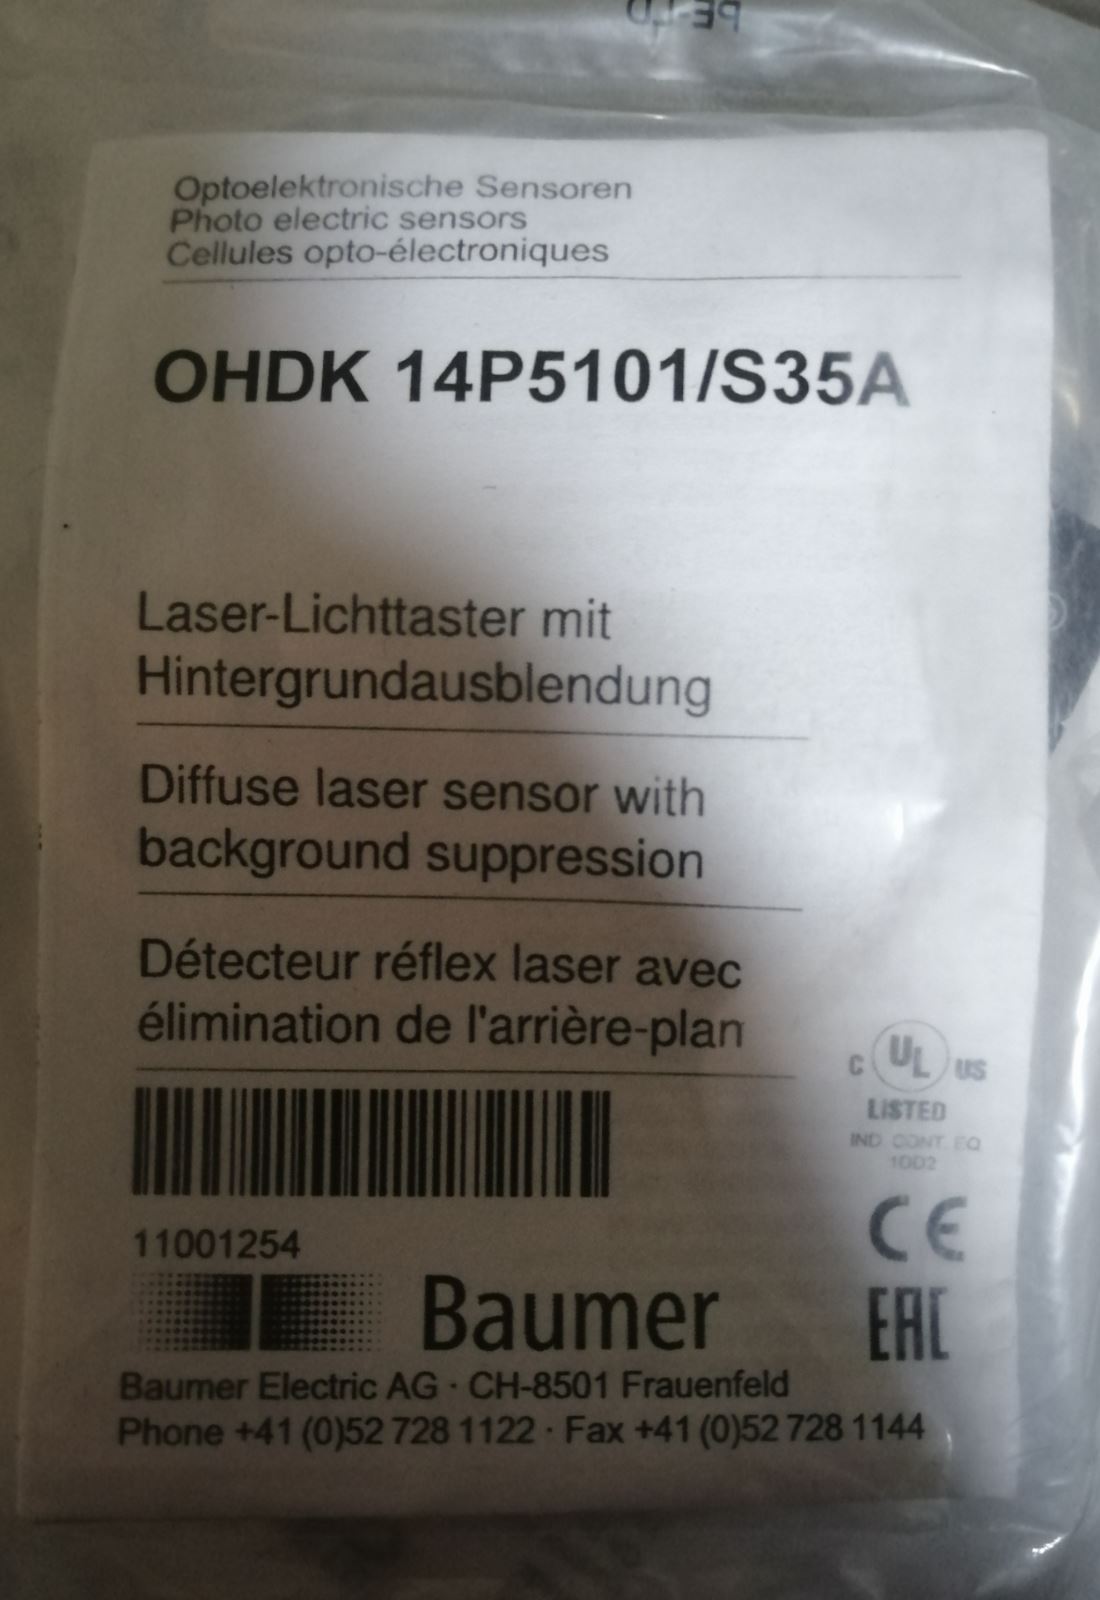 PE-LD
Optoelektronische Sensoren
Photo electric sensors
Cellules opto-électroniques
OHDK 14P5101/S35A
Laser-Lichttaster mit
Hintergrundausblendung
Diffuse laser sensor with
background suppression
Détecteur réflex laser avec
élimination de l'arrière-plan
C UL US
LISTED
IND. CONT. EQ
1DD2
11001254
CE
EAC
Baumer
Baumer Electric AG · CH-8501 Frauenfeld
Phone +41 (0)52 728 1122 · Fax +41 (0)52 728 1144